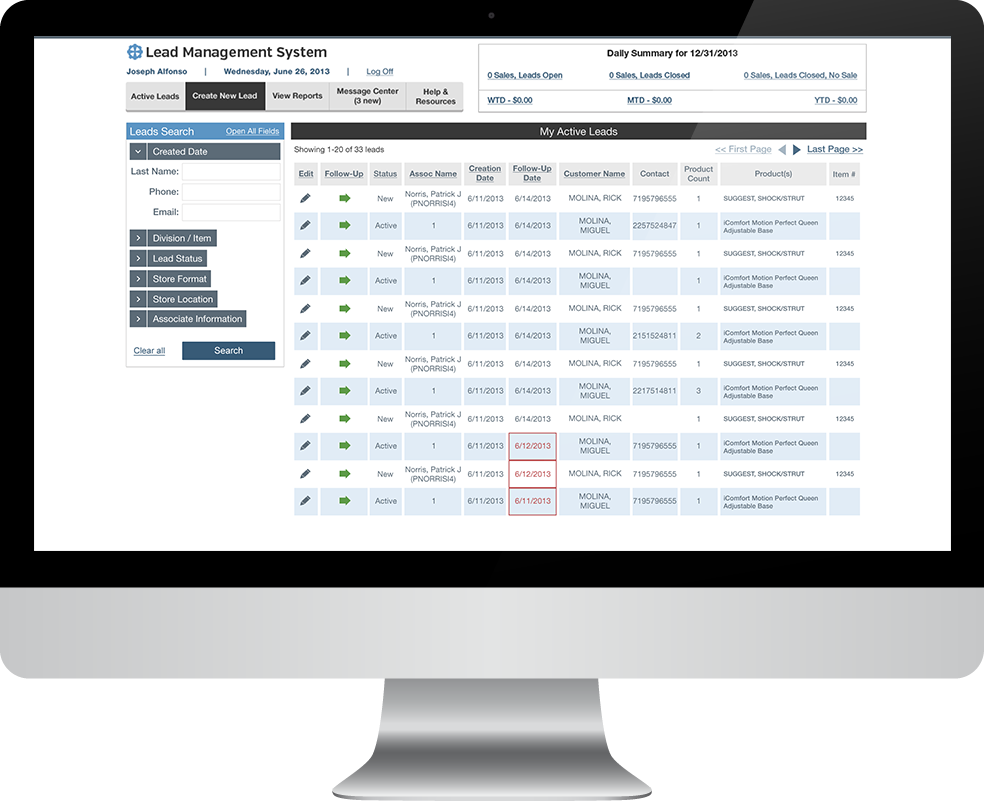 Lead Management System
Joseph Alfonso | Wednesday, June 26, 2013 | Log Off
Active Leads Create New Lead View Reports Message Center (3 new) Help & Resources
Daily Summary for 12/31/2013
0 Sales, Leads Open 0 Sales, Leads Closed 0 Sales, Leads Closed, No Sale
WTD - $0.00 MTD - $0.00 YTD - $0.00
Leads Search Open All Fields
Created Date
Last Name:
Phone:
Email:
Division / Item
Lead Status
Store Format
Store Location
Associate Information
Clear all Search
My Active Leads
Showing 1-20 of 33 leads << First Page Last Page >>
Edit Follow-Up Status Assoc Name Creation Date Follow-Up Date Customer Name Contact Product Count Product(s) Item #
New Norris, Patrick J (PNORRISI4) 6/11/2013 6/14/2013 MOLINA, RICK 7195796555 1 SUGGEST, SHOCK/STRUT 12345
Active 1 6/11/2013 6/14/2013 MOLINA, MIGUEL 2257524847 1 iComfort Motion Perfect Queen Adjustable Base
New Norris, Patrick J (PNORRISI4) 6/11/2013 6/14/2013 MOLINA, RICK 7195796555 1 SUGGEST, SHOCK/STRUT 12345
Active 1 6/11/2013 6/14/2013 MOLINA, MIGUEL 1 iComfort Motion Perfect Queen Adjustable Base
New Norris, Patrick J (PNORRISI4) 6/11/2013 6/14/2013 MOLINA, RICK 7195796555 1 SUGGEST, SHOCK/STRUT 12345
Active 1 6/11/2013 6/14/2013 MOLINA, MIGUEL 2151524811 2 iComfort Motion Perfect Queen Adjustable Base
New Norris, Patrick J (PNORRISI4) 6/11/2013 6/14/2013 MOLINA, RICK 7195796555 1 SUGGEST, SHOCK/STRUT 12345
Active 1 6/11/2013 6/14/2013 MOLINA, MIGUEL 2217514811 3 iComfort Motion Perfect Queen Adjustable Base
New Norris, Patrick J (PNORRISI4) 6/11/2013 6/14/2013 MOLINA, RICK 1 SUGGEST, SHOCK/STRUT 12345
Active 1 6/11/2013 6/12/2013 MOLINA, MIGUEL 7195796555 1 iComfort Motion Perfect Queen Adjustable Base
New Norris, Patrick J (PNORRISI4) 6/11/2013 6/12/2013 MOLINA, RICK 7195796555 1 SUGGEST, SHOCK/STRUT 12345
Active 1 6/11/2013 6/11/2013 MOLINA, MIGUEL 7195796555 1 iComfort Motion Perfect Queen Adjustable Base